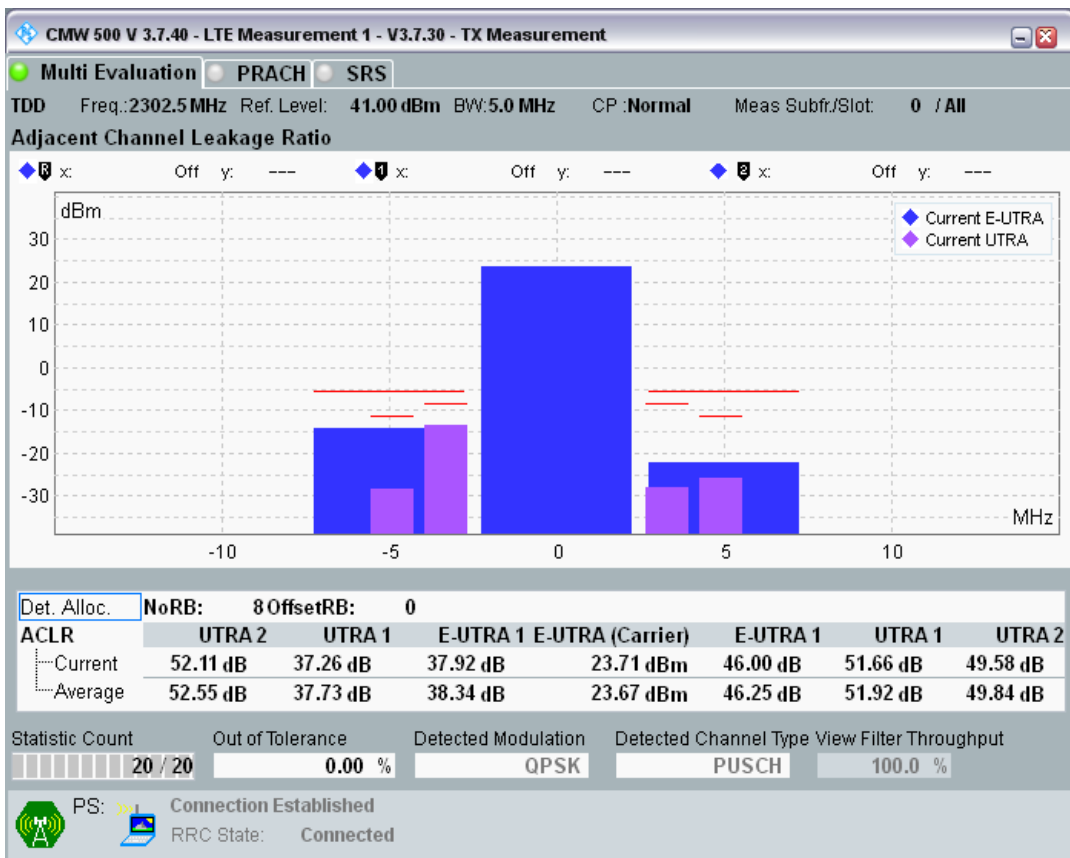 CMW 500 V 3.7.40 - LTE Measurement 1 - V3.7.30 - TX Measurement
Multi Evaluation PRACH SRS
TDD Freq.:2302.5 MHz Ref. Level: 41.00 dBm BW:5.0 MHz CP :Normal Meas Subfr./Slot: 0 / All
Adjacent Channel Leakage Ratio
R x: Off y: --- 1 x: Off y: --- 2 x: Off y: ---
dBm
Current E-UTRA
Current UTRA
30
20
10
0
-10
-20
-30
MHz
-10 -5 0 5 10
Det. Alloc. NoRB: 8 OffsetRB: 0
ACLR UTRA 2 UTRA 1 E-UTRA 1 E-UTRA (Carrier) E-UTRA 1 UTRA 1 UTRA 2
Current 52.11 dB 37.26 dB 37.92 dB 23.71 dBm 46.00 dB 51.66 dB 49.58 dB
Average 52.55 dB 37.73 dB 38.34 dB 23.67 dBm 46.25 dB 51.92 dB 49.84 dB
Statistic Count Out of Tolerance Detected Modulation Detected Channel Type View Filter Throughput
20 / 20 0.00 % QPSK PUSCH 100.0 %
PS: Connection Established
RRC State: Connected